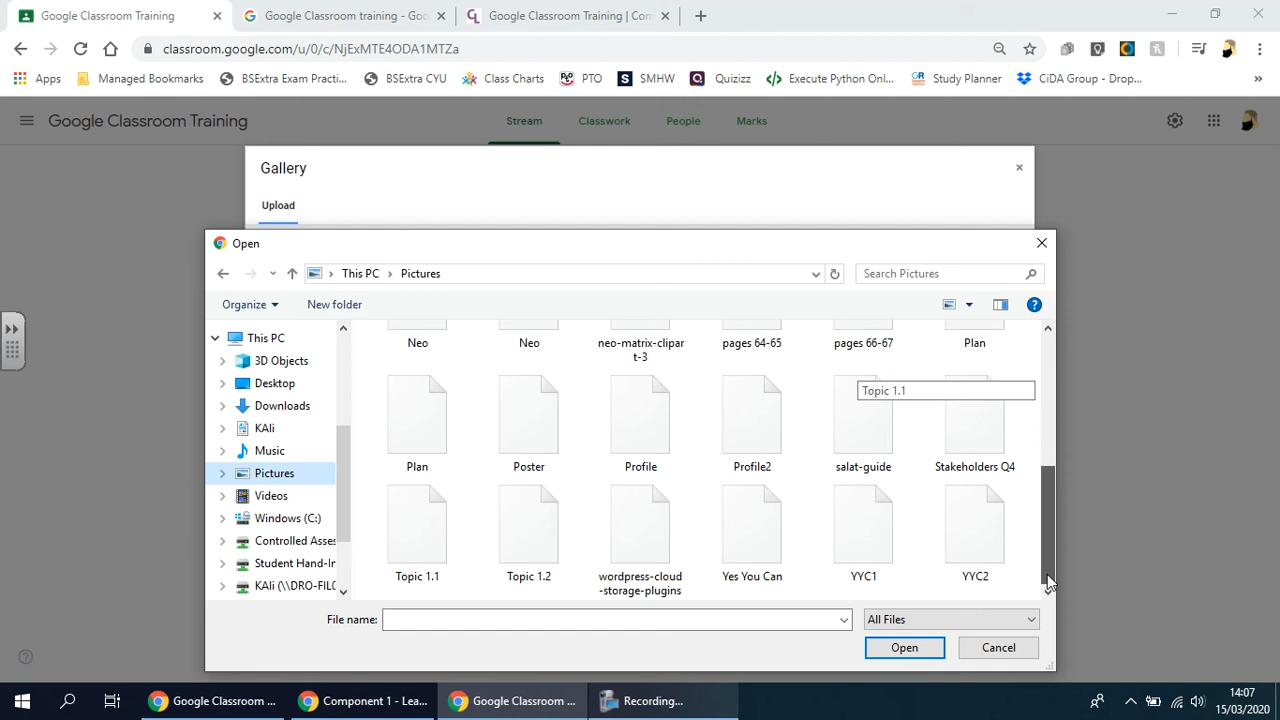 Google Classroom Training
Google Classroom training - Goo
Google Classroom Training | Com
classroom.google.com/u/0/c/NjExMTE4ODA1MTZa
Apps
Managed Bookmarks
BSExtra Exam Practi...
BSExtra CYU
Class Charts
PTO
SMHW
Quizizz
Execute Python Onl...
Study Planner
CiDA Group - Drop...
Google Classroom Training
Stream
Classwork
People
Marks
Gallery
Upload
Open
This PC
Pictures
Search Pictures
Organize
New folder
This PC
3D Objects
Desktop
Downloads
KAli
Music
Pictures
Videos
Windows (C:)
Controlled Asses
Student Hand-In
KAli (\\DRO-FIL0
Neo
Neo
neo-matrix-clipar
t-3
pages 64-65
pages 66-67
Plan
Topic 1.1
Plan
Poster
Profile
Profile2
salat-guide
Stakeholders Q4
Topic 1.1
Topic 1.2
wordpress-cloud
-storage-plugins
Yes You Can
YYC1
YYC2
File name:
All Files
Open
Cancel
Google Classroom ...
Component 1 - Lea...
Google Classroom ...
Recording...
14:07
15/03/2020